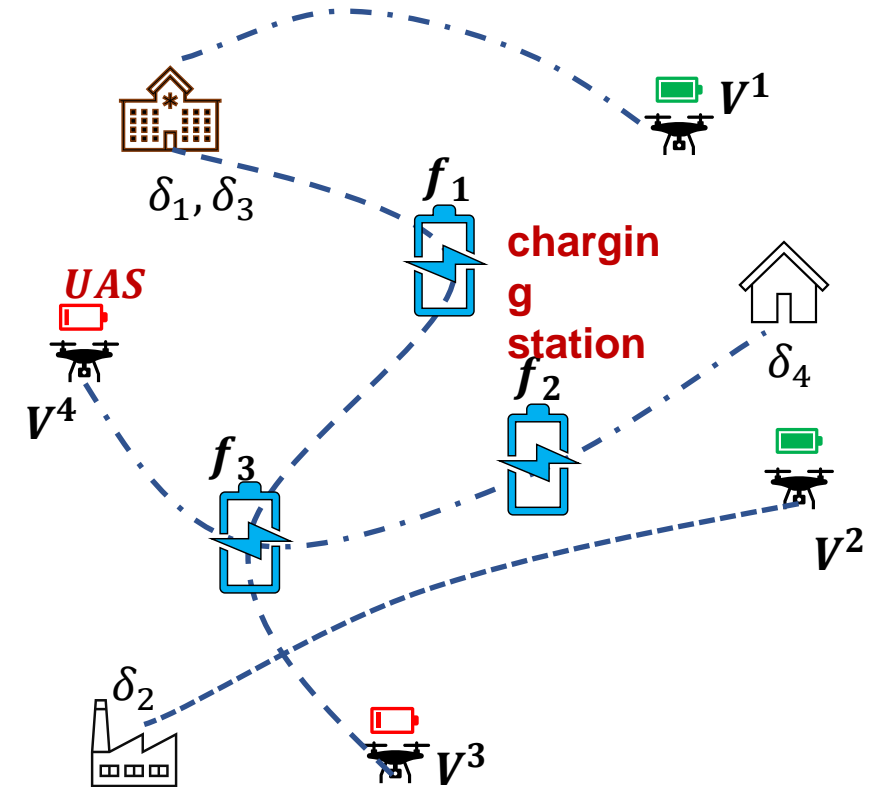 V¹
δ₁, δ₃
f₁
chargin
g
station
UAS
δ₄
f₂
V⁴
f₃
V²
δ₂
V³